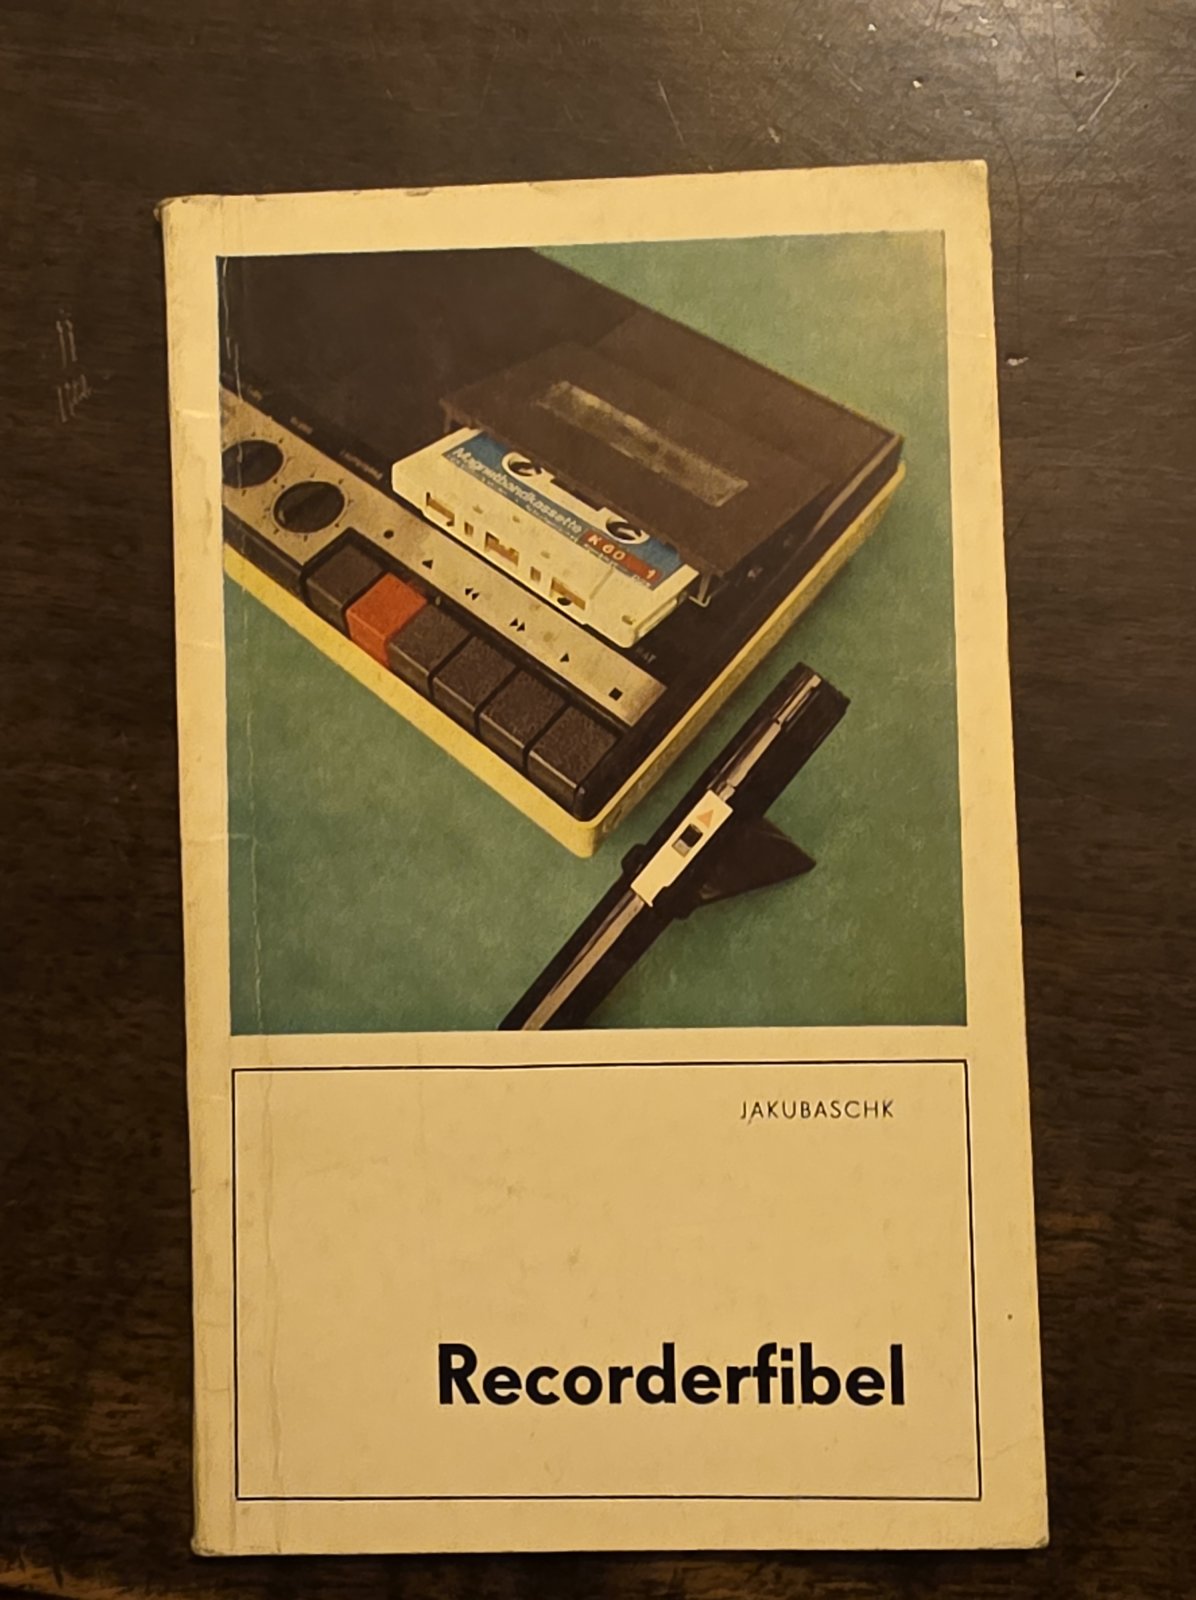 Magnetbandkassette
K 60 1
JAKUBASCHK
Recorderfibel